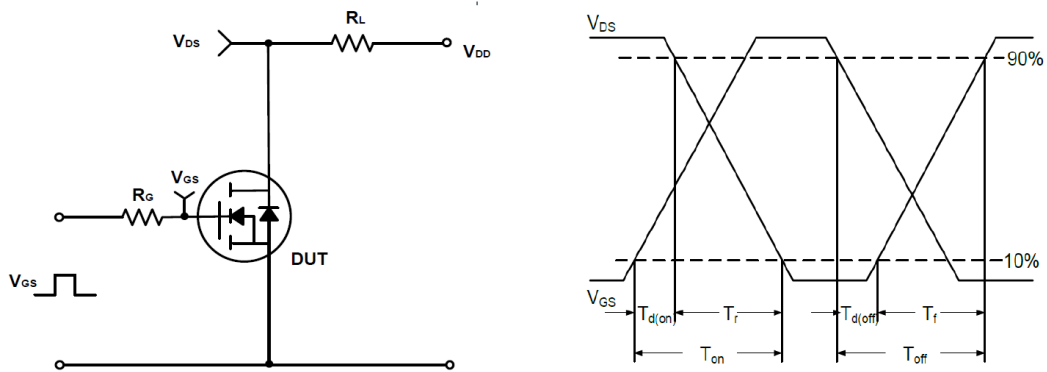 RL
VDS
VDD
VGS
RG
DUT
VGS
VDS
90%
10%
VGS
Td(on)
Tr
Td(off)
Tf
Ton
Toff